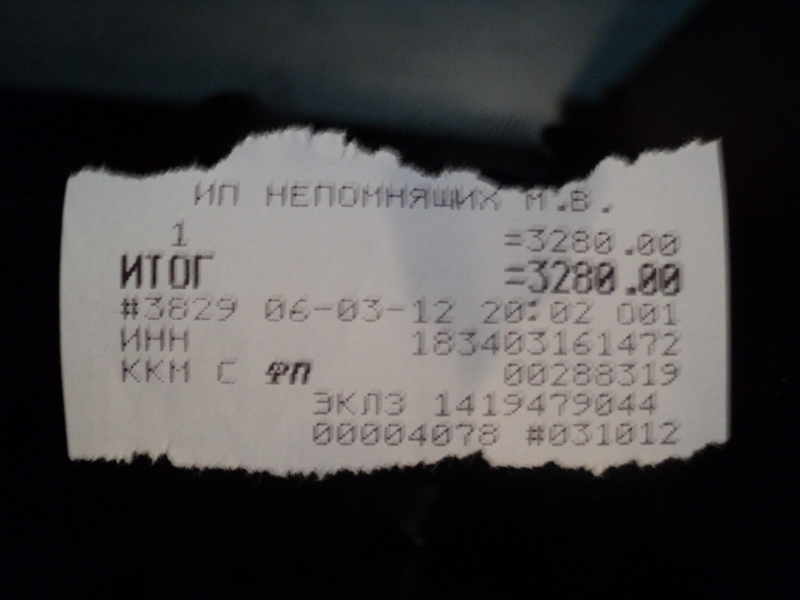 ИП НЕПОМНЯЩИХ М.В.
1 =3280.00
ИТОГ =3280.00
#3829 06-03-12 20:02 001
ИНН 183403161472
ККМ С ФП 00288319
ЭКЛЗ 1419479044
00004078 #031012